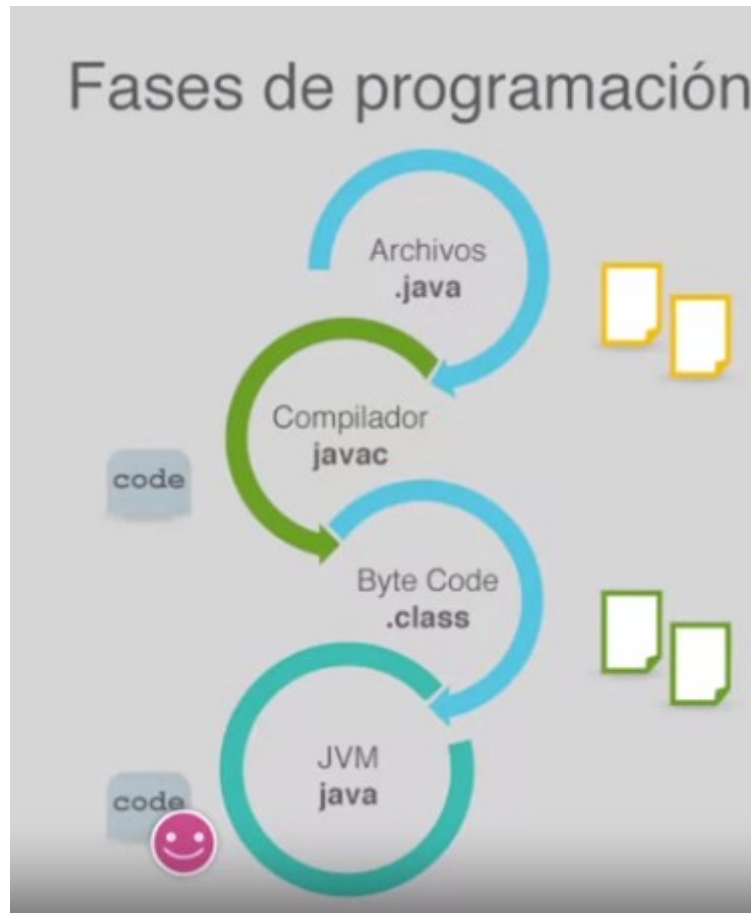 Fases de programación
Archivos
.java
Compilador
javac
code
Byte Code
.class
JVM
java
code